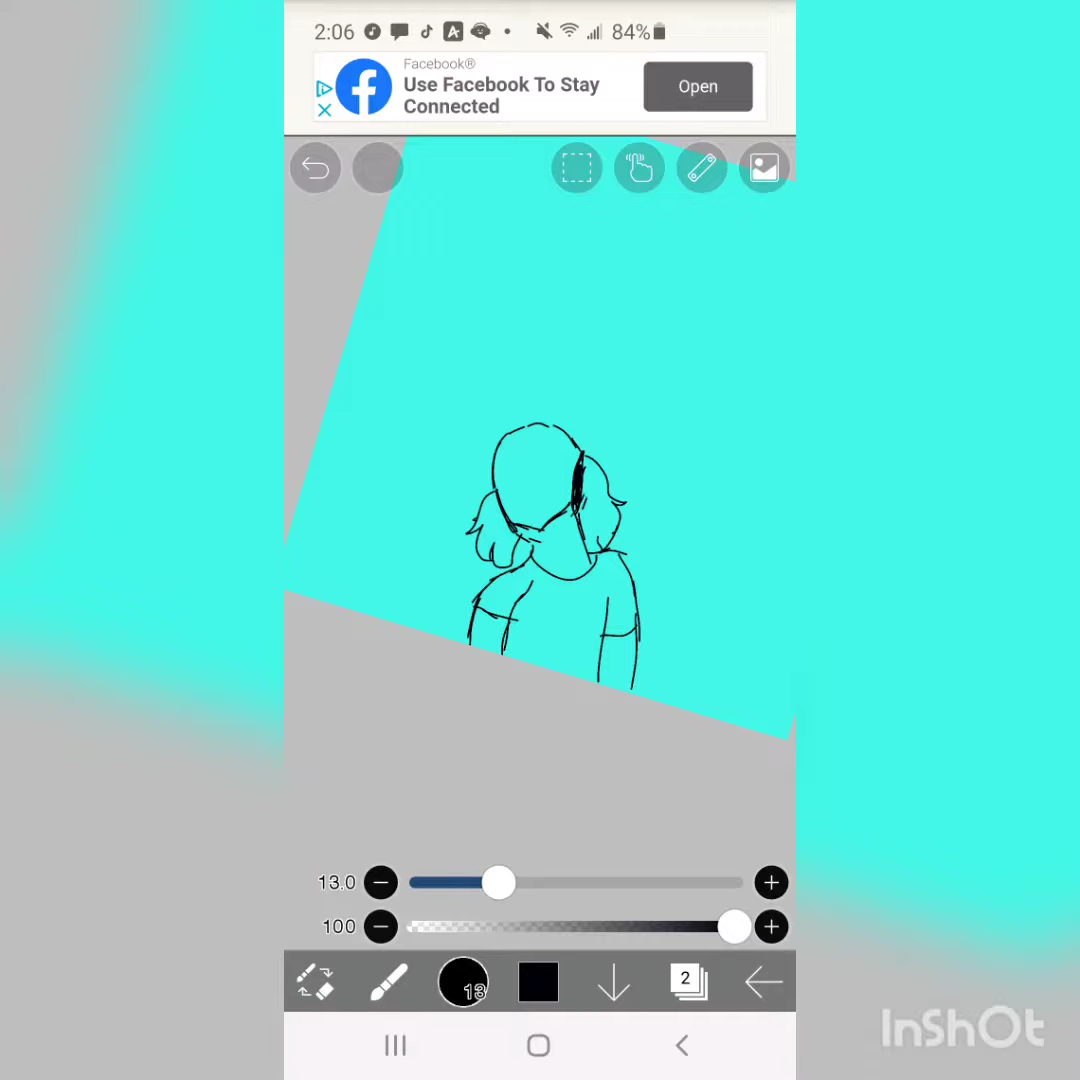 2:06 84%
Facebook®
Use Facebook To Stay
Connected
Open
13.0
100
13
2
InShOt